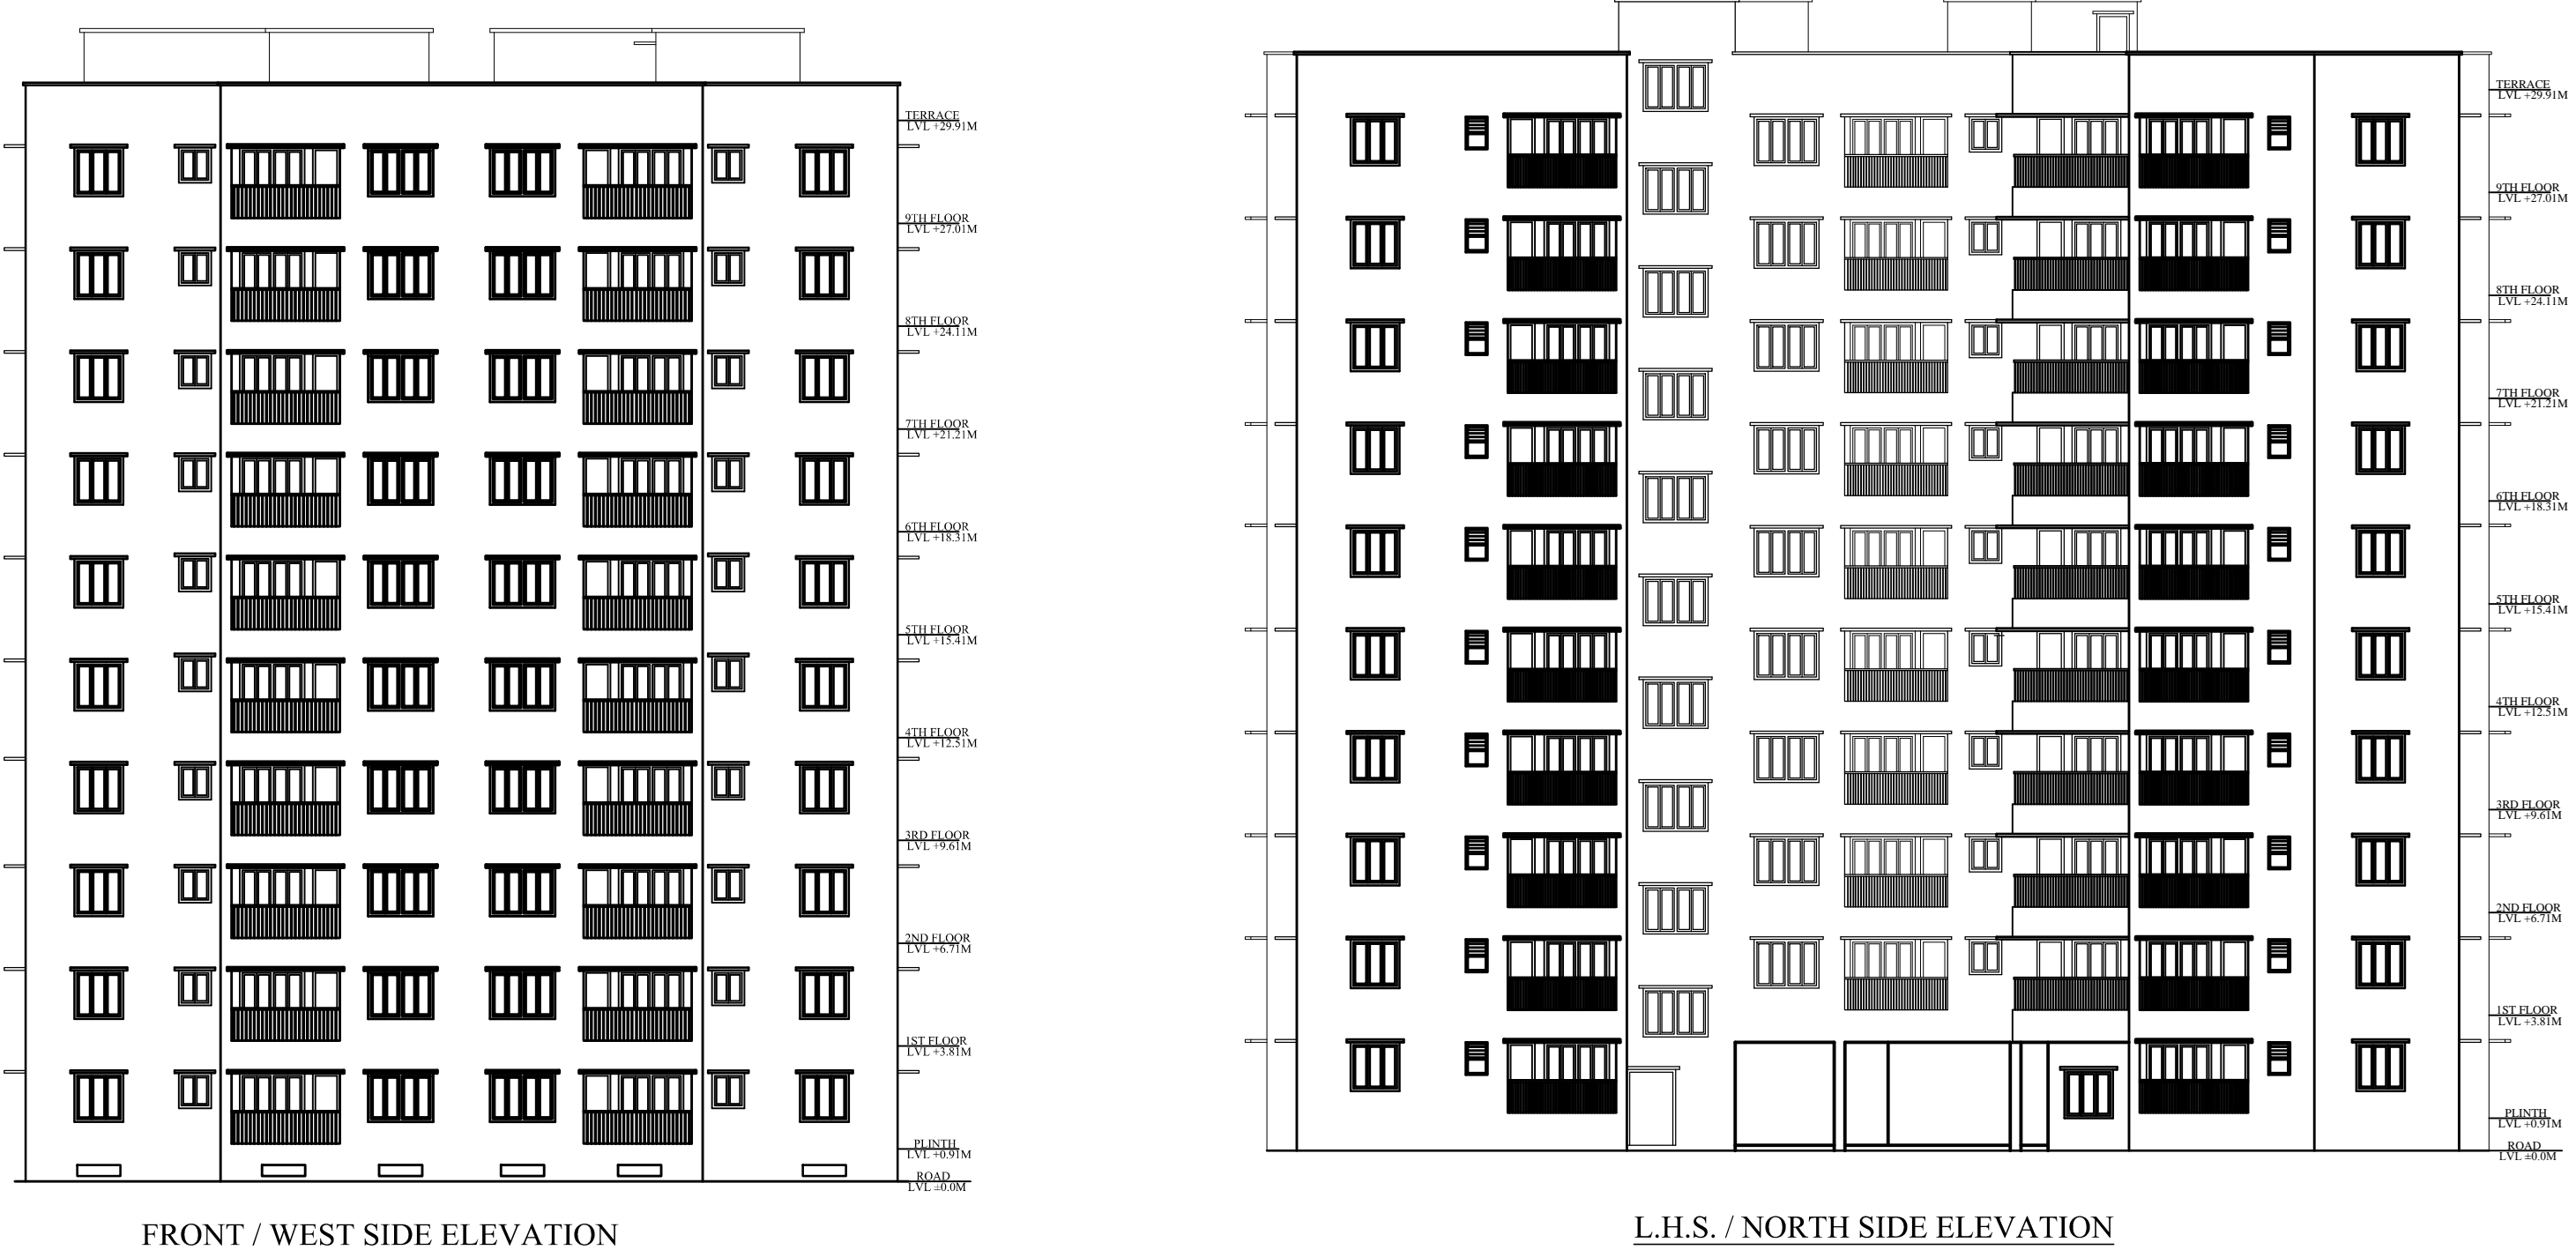 TERRACE
LVL +29.91M
9TH FLOOR
LVL +27.01M
8TH FLOOR
LVL +24.11M
7TH FLOOR
LVL +21.21M
6TH FLOOR
LVL +18.31M
5TH FLOOR
LVL +15.41M
4TH FLOOR
LVL +12.51M
3RD FLOOR
LVL +9.61M
2ND FLOOR
LVL +6.71M
1ST FLOOR
LVL +3.81M
PLINTH
LVL +0.91M
ROAD
LVL ±0.0M
FRONT / WEST SIDE ELEVATION
TERRACE
LVL +29.91M
9TH FLOOR
LVL +27.01M
8TH FLOOR
LVL +24.11M
7TH FLOOR
LVL +21.21M
6TH FLOOR
LVL +18.31M
5TH FLOOR
LVL +15.41M
4TH FLOOR
LVL +12.51M
3RD FLOOR
LVL +9.61M
2ND FLOOR
LVL +6.71M
1ST FLOOR
LVL +3.81M
PLINTH
LVL +0.91M
ROAD
LVL ±0.0M
L.H.S. / NORTH SIDE ELEVATION